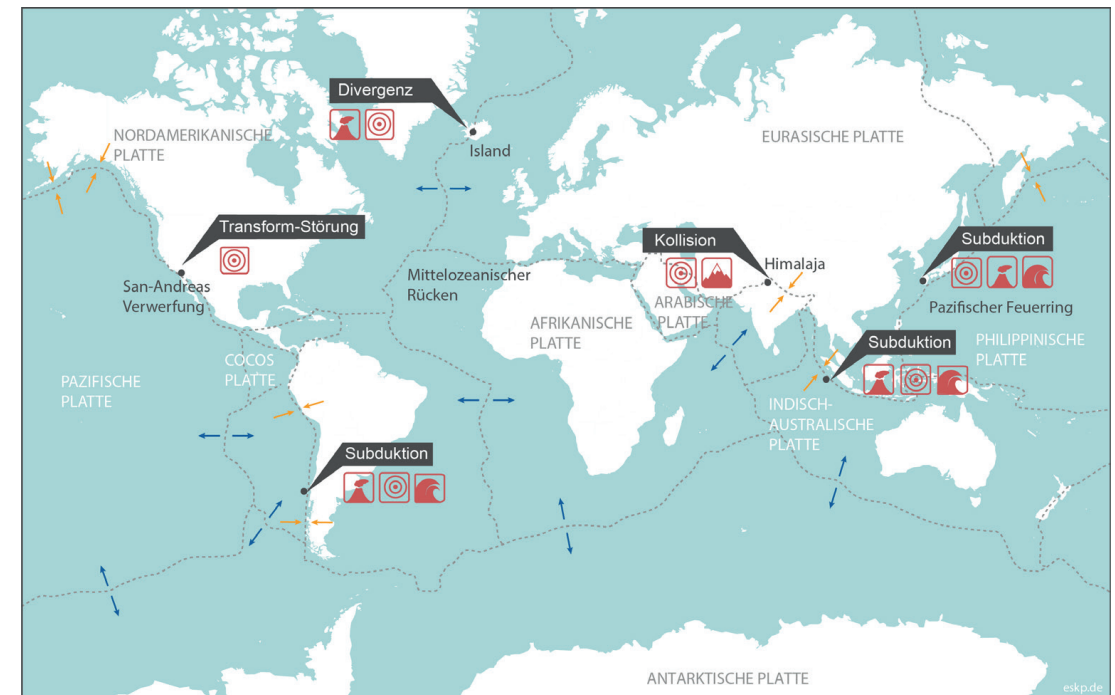 Divergenz
NORDAMERIKANISCHE
PLATTE
Island
EURASISCHE PLATTE
Transform-Störung
San-Andreas
Verwerfung
Mittelozeanischer
Rücken
Kollision
Himalaja
ARABISCHE
PLATTE
Subduktion
Pazifischer Feuerring
AFRIKANISCHE
PLATTE
Subduktion
PHILIPPINISCHE
PLATTE
COCOS
PLATTE
PAZIFISCHE
PLATTE
INDISCH-
AUSTRALISCHE
PLATTE
Subduktion
ANTARKTISCHE PLATTE
eskp.de